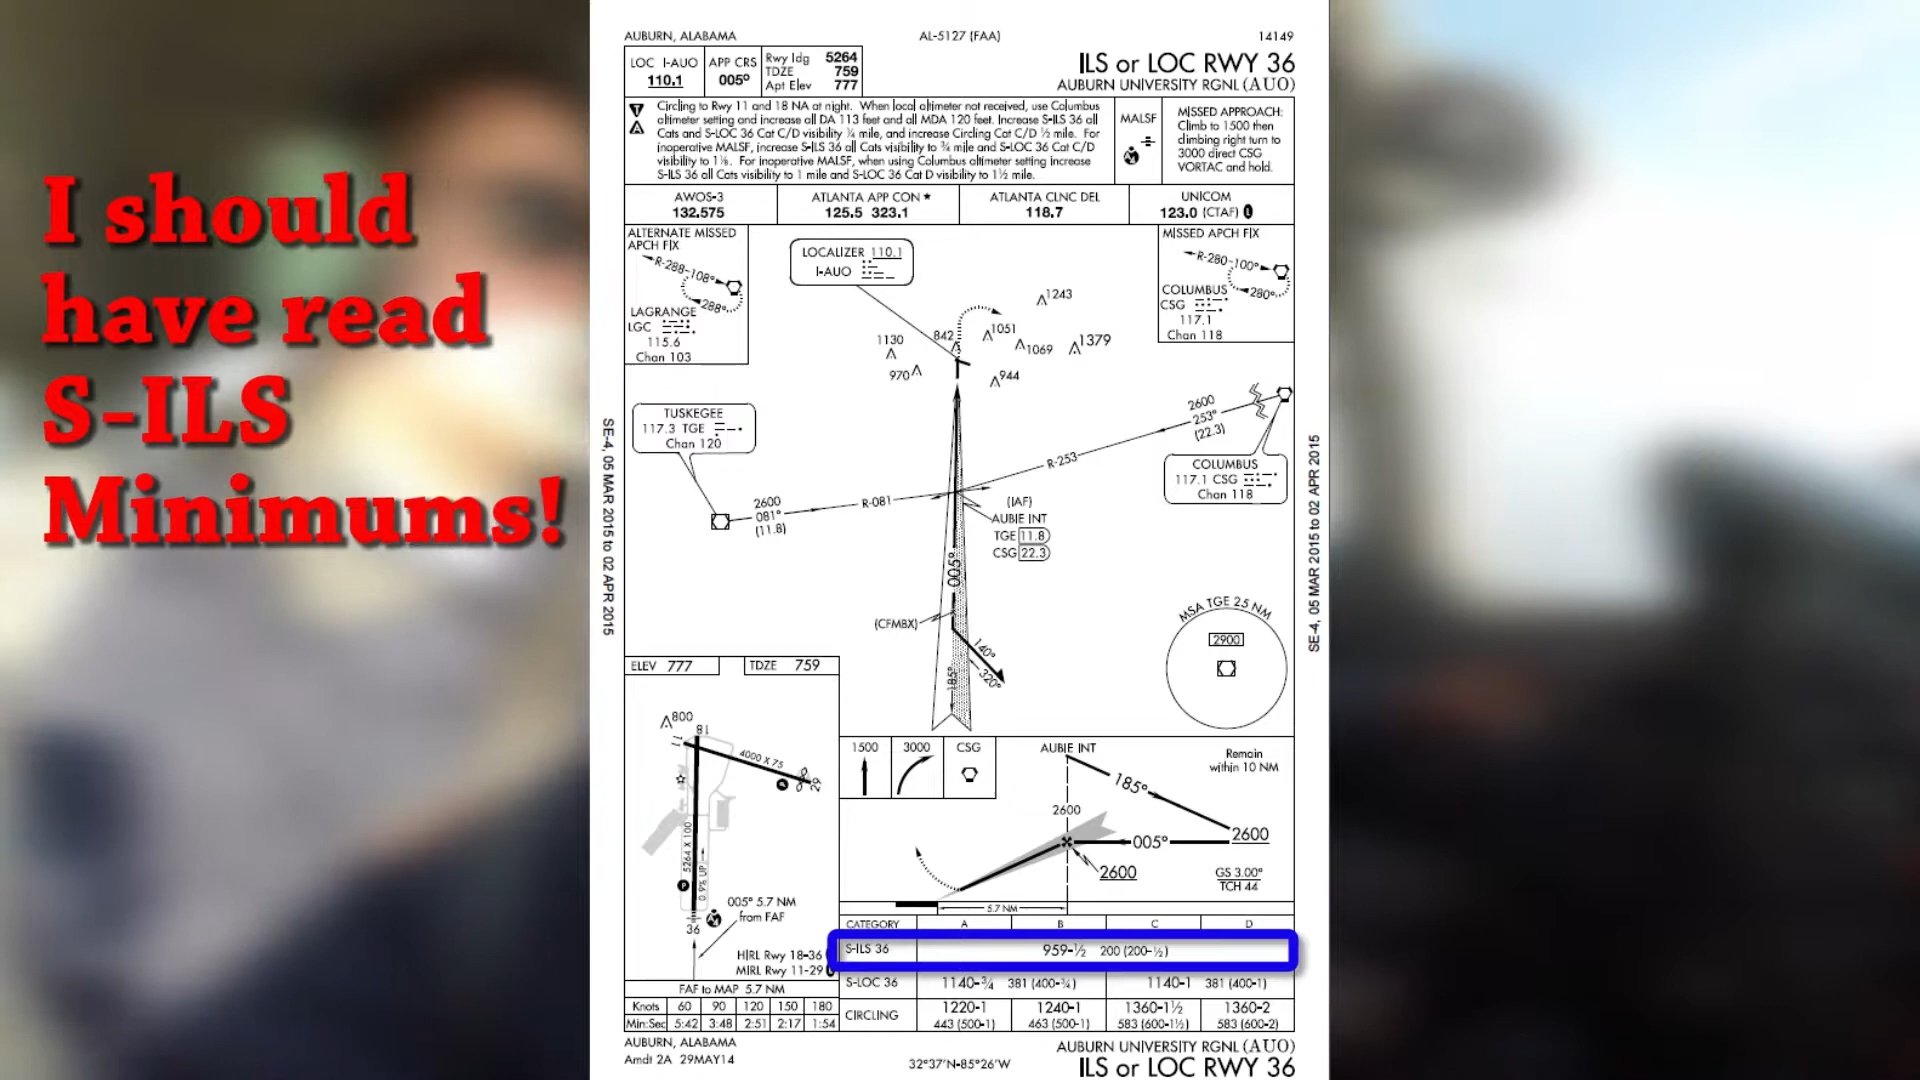 I should
have read
S-ILS
Minimums!
AUBURN, ALABAMA
AL-5127 (FAA)
14149
LOC I-AUO
110.1
APP CRS
005°
Rwy ldg 5264
TDZE 759
Apt Elev 777
ILS or LOC RWY 36
AUBURN UNIVERSITY RGNL (AUO)
T
A
Circling to Rwy 11 and 18 NA at night. When local altimeter not received, use Columbus
altimeter setting and increase all DA 113 feet and all MDA 120 feet. Increase S-ILS 36 all
Cats and S-LOC 36 Cat C/D visibility ¼ mile, and increase Circling Cat C/D ½ mile. For
inoperative MALSF, increase S-ILS 36 all Cats visibility to ¾ mile and S-LOC 36 Cat C/D
visibility to 1⅛. For inoperative MALSF, when using Columbus altimeter setting increase
S-ILS 36 all Cats visibility to 1 mile and S-LOC 36 Cat D visibility to 1½ mile.
MALSF
MISSED APPROACH:
Climb to 1500 then
climbing right turn to
3000 direct CSG
VORTAC and hold.
AWOS-3
132.575
ATLANTA APP CON ★
125.5 323.1
ATLANTA CLNC DEL
118.7
UNICOM
123.0 (CTAF) L
ALTERNATE MISSED
APCH FIX
R-288-108°
288°
LAGRANGE
LGC
115.6
Chan 103
LOCALIZER 110.1
I-AUO
MISSED APCH FIX
R-280-100°
280°
COLUMBUS
CSG
117.1
Chan 118
1243
1130
842
1051
1069
1379
970
944
TUSKEGEE
117.3 TGE
Chan 120
2600
253°
(22.3)
R-253
COLUMBUS
117.1 CSG
Chan 118
2600
081°
(11.8)
R-081
(IAF)
AUBIE INT
TGE 11.8
CSG 22.3
005°
(CFMBX)
140°
320°
185°
MSA TGE 25 NM
2900
SE-4, 05 MAR 2015 to 02 APR 2015
SE-4, 05 MAR 2015 to 02 APR 2015
ELEV 777
TDZE 759
800
18
11
4000 X 75
29
5264 X 100
0.9% UP
P
36
005° 5.7 NM
from FAF
HIRL Rwy 18-36
MIRL Rwy 11-29
FAF to MAP 5.7 NM
Knots 60 90 120 150 180
Min:Sec 5:42 3:48 2:51 2:17 1:54
1500
3000
CSG
AUBIE INT
Remain
within 10 NM
185°
2600
2600
005°
2600
GS 3.00°
TCH 44
5.7 NM
CATEGORY A B C D
S-ILS 36 959-½ 200 (200-½)
S-LOC 36 1140-¾ 381 (400-¾) 1140-1 381 (400-1)
CIRCLING
1220-1 1240-1 1360-1½ 1360-2
443 (500-1) 463 (500-1) 583 (600-1½) 583 (600-2)
AUBURN, ALABAMA
Amdt 2A 29MAY14
32°37'N-85°26'W
AUBURN UNIVERSITY RGNL (AUO)
ILS or LOC RWY 36